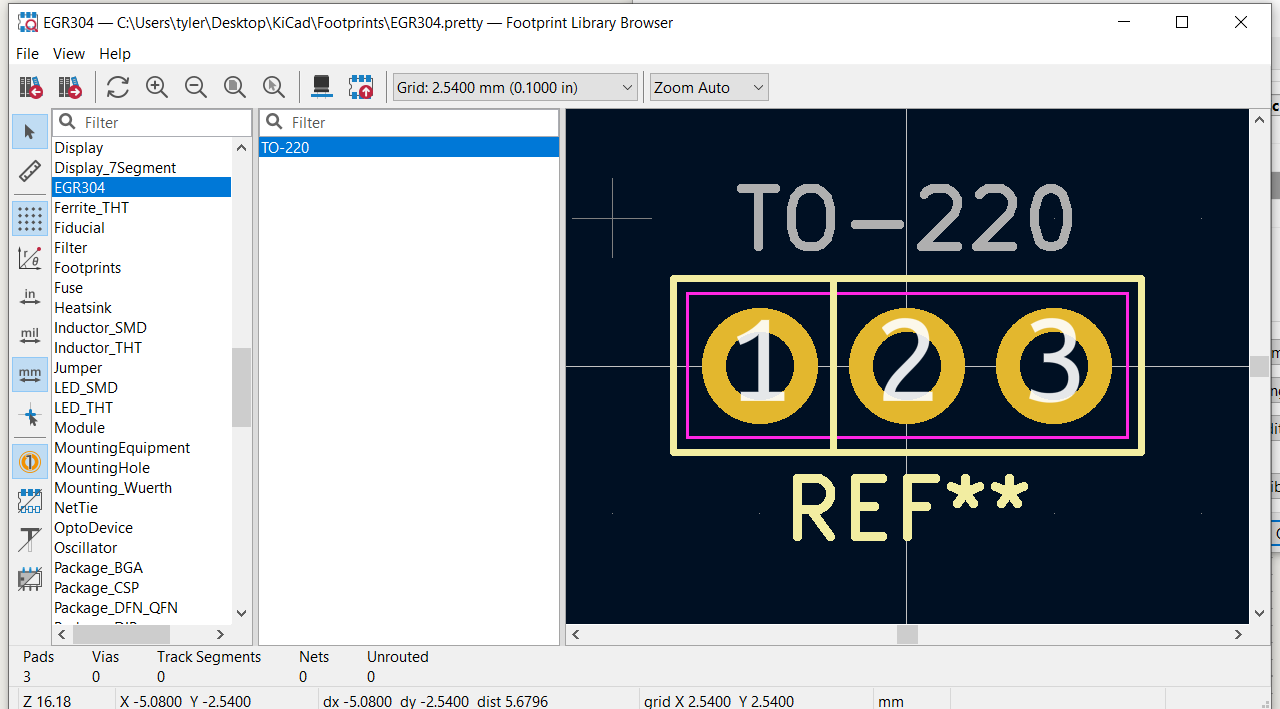 EGR304 — C:\Users\tyler\Desktop\KiCad\Footprints\EGR304.pretty — Footprint Library Browser
File View Help
Grid: 2.5400 mm (0.1000 in)
Zoom Auto
Filter
Filter
Display
Display_7Segment
EGR304
Ferrite_THT
Fiducial
Filter
Footprints
Fuse
Heatsink
Inductor_SMD
Inductor_THT
Jumper
LED_SMD
LED_THT
Module
MountingEquipment
MountingHole
Mounting_Wuerth
NetTie
OptoDevice
Oscillator
Package_BGA
Package_CSP
Package_DFN_QFN
TO-220
in
mil
mm
TO-220
1 2 3
REF**
Pads Vias Track Segments Nets Unrouted
3 0 0 0 0
Z 16.18 X -5.0800 Y -2.5400 dx -5.0800 dy -2.5400 dist 5.6796 grid X 2.5400 Y 2.5400 mm